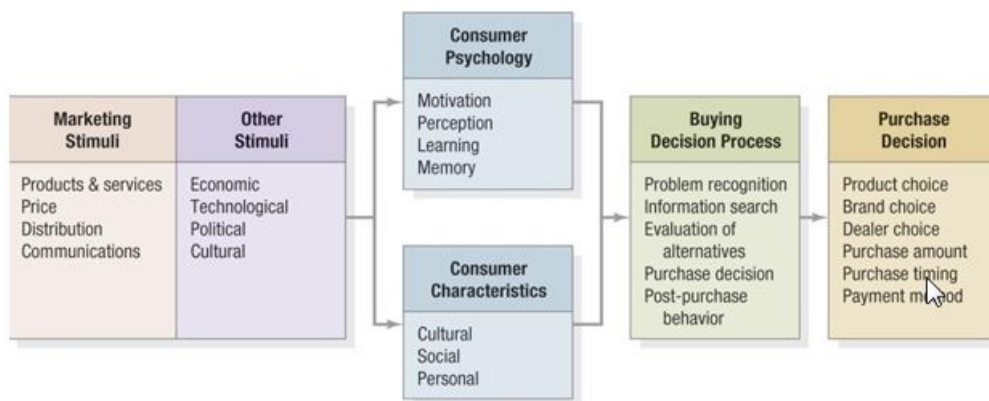 Marketing
Stimuli
Products & services
Price
Distribution
Communications
Other
Stimuli
Economic
Technological
Political
Cultural
Consumer
Psychology
Motivation
Perception
Learning
Memory
Consumer
Characteristics
Cultural
Social
Personal
Buying
Decision Process
Problem recognition
Information search
Evaluation of
alternatives
Purchase decision
Post-purchase
behavior
Purchase
Decision
Product choice
Brand choice
Dealer choice
Purchase amount
Purchase timing
Payment method